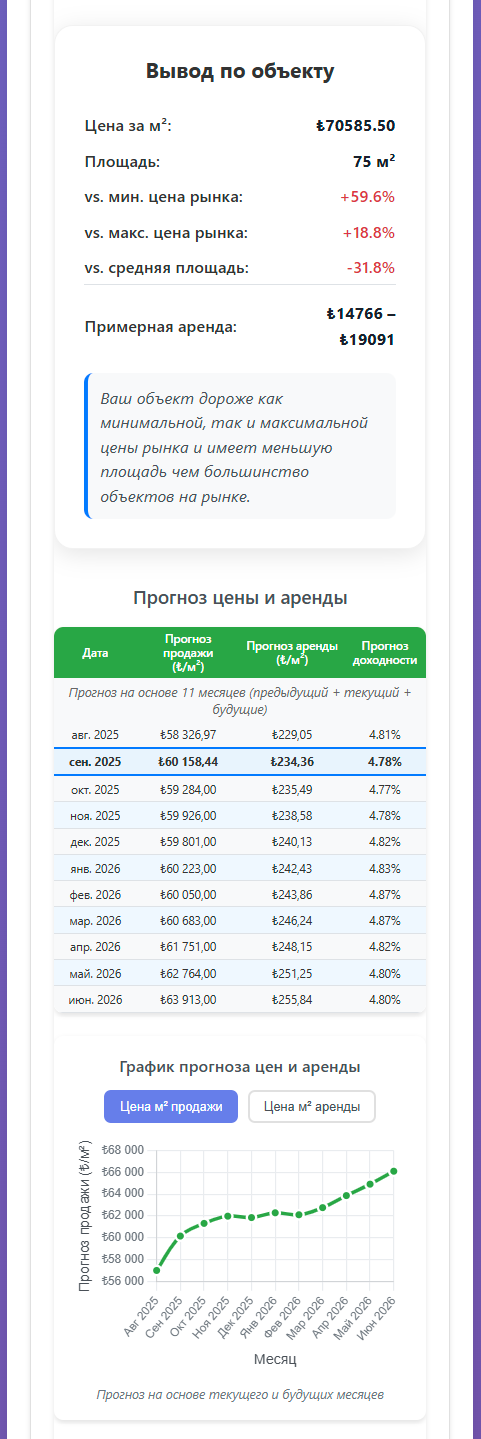 Вывод по объекту
Цена за м²: ₺70585.50
Площадь: 75 м²
vs. мин. цена рынка: +59.6%
vs. макс. цена рынка: +18.8%
vs. средняя площадь: -31.8%
Примерная аренда: ₺14766 –
₺19091
Ваш объект дороже как
минимальной, так и максимальной
цены рынка и имеет меньшую
площадь чем большинство
объектов на рынке.
Прогноз цены и аренды
Дата Прогноз продажи (₺/м²) Прогноз аренды (₺/м²) Прогноз доходности
Прогноз на основе 11 месяцев (предыдущий + текущий +
будущие)
авг. 2025 ₺58 326,97 ₺229,05 4.81%
сен. 2025 ₺60 158,44 ₺234,36 4.78%
окт. 2025 ₺59 284,00 ₺235,49 4.77%
ноя. 2025 ₺59 926,00 ₺238,58 4.78%
дек. 2025 ₺59 801,00 ₺240,13 4.82%
янв. 2026 ₺60 223,00 ₺242,43 4.83%
фев. 2026 ₺60 050,00 ₺243,86 4.87%
мар. 2026 ₺60 683,00 ₺246,24 4.87%
апр. 2026 ₺61 751,00 ₺248,15 4.82%
май. 2026 ₺62 764,00 ₺251,25 4.80%
июн. 2026 ₺63 913,00 ₺255,84 4.80%
График прогноза цен и аренды
Цена м² продажи Цена м² аренды
Прогноз продажи (₺/м²)
₺68 000
₺66 000
₺64 000
₺62 000
₺60 000
₺58 000
₺56 000
Авг 2025
Сен 2025
Окт 2025
Ноя 2025
Дек 2025
Янв 2026
Фев 2026
Мар 2026
Апр 2026
Май 2026
Июн 2026
Месяц
Прогноз на основе текущего и будущих месяцев